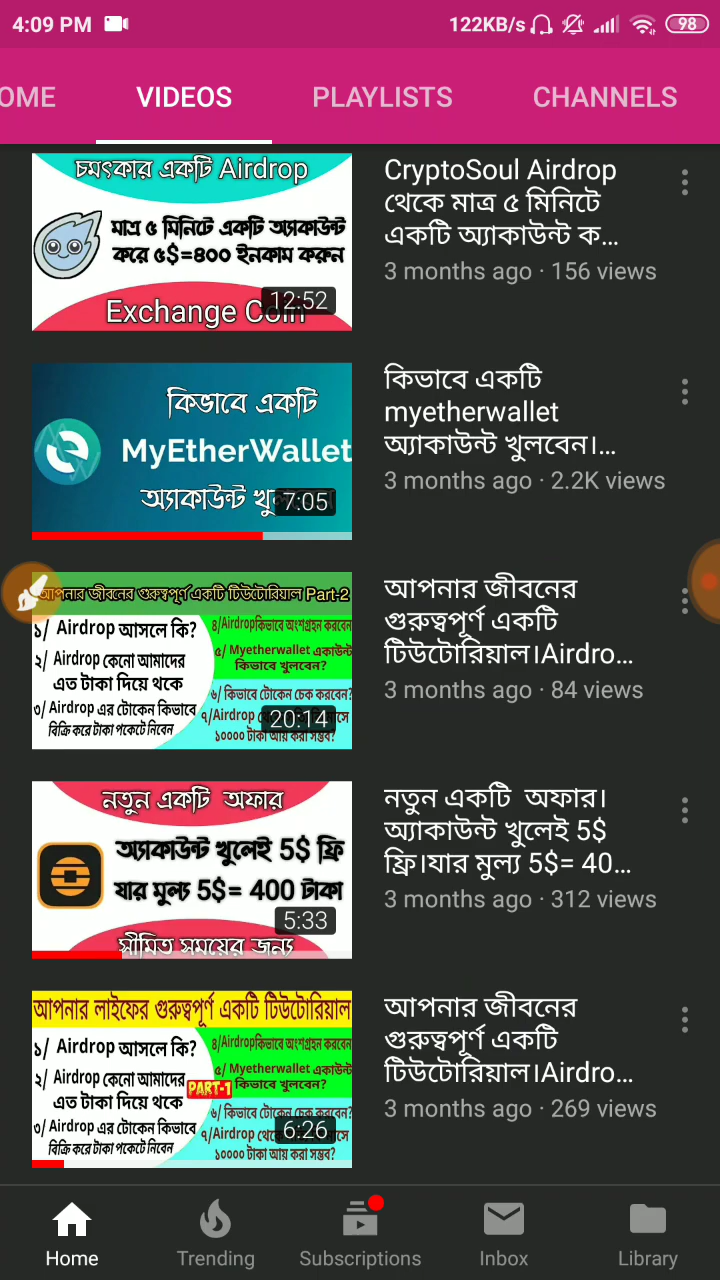 4:09 PM
122KB/s
98
OME
VIDEOS
PLAYLISTS
CHANNELS
চমৎকার একটি Airdrop
মাত্র ৫ মিনিটে একটি অ্যকাউন্ট
করে ৫$=৪০০ ইনকাম করুন
Exchange Coin
12:52
CryptoSoul Airdrop
থেকে মাত্র ৫ মিনিটে
একটি অ্যাকাউন্ট ক...
3 months ago · 156 views
কিভাবে একটি
MyEtherWallet
অ্যাকাউন্ট
7:05
কিভাবে একটি
myetherwallet
অ্যাকাউন্ট খুলবেন।...
3 months ago · 2.2K views
আপনার জীবনের গুরুত্বপূর্ণ একটি টিউটোরিয়াল Part-2
১/ Airdrop আসলে কি?
২/ Airdrop কেনো আমাদের
এত টাকা দিয়ে থকে
৩/ Airdrop এর টোকেন কিভাবে
বিক্রি করে টাকা পকেটে নিবেন
৪/Airdropকিভাবে অংশগ্রহন করবেন
৫/ Myetherwallet একাউন্ট
কিভাবে খুলবেন?
৬/ কিভাবে টোকেন চেক করবেন?
৭/Airdrop
১০০০০ টাকা আয় করা সম্ভব?
20:14
আপনার জীবনের
গুরুত্বপূর্ণ একটি
টিউটোরিয়াল।Airdro...
3 months ago · 84 views
নতুন একটি অফার
অ্যাকাউন্ট খুলেই 5$ ফ্রি
যার মুল্য 5$= 400 টাকা
সীমিত সময়ের জন্য
5:33
নতুন একটি অফার।
অ্যাকাউন্ট খুলেই 5$
ফ্রি।যার মুল্য 5$= 40...
3 months ago · 312 views
আপনার লাইফের গুরুত্বপূর্ণ একটি টিউটোরিয়াল
১/ Airdrop আসলে কি?
২/ Airdrop কেনো আমাদের
এত টাকা দিয়ে থকে
৩/ Airdrop এর টোকেন কিভাবে
বিক্রি করে টাকা পকেটে নিবেন
PART-1
৪/Airdropকিভাবে অংশগ্রহন করবেন
৫/ Myetherwallet একাউন্ট
কিভাবে খুলবেন?
৬/ কিভাবে টোকেন চেক করবেন?
৭/Airdrop
১০০০০ টাকা আয় করা সম্ভব?
6:26
আপনার জীবনের
গুরুত্বপূর্ণ একটি
টিউটোরিয়াল।Airdro...
3 months ago · 269 views
Home
Trending
Subscriptions
Inbox
Library